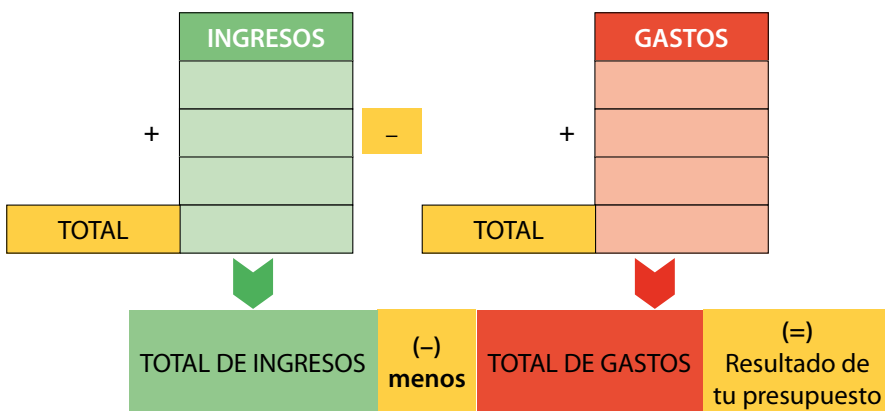 INGRESOS
GASTOS
+
–
+
TOTAL
TOTAL
TOTAL DE INGRESOS
(–)
menos
TOTAL DE GASTOS
(=)
Resultado de
tu presupuesto